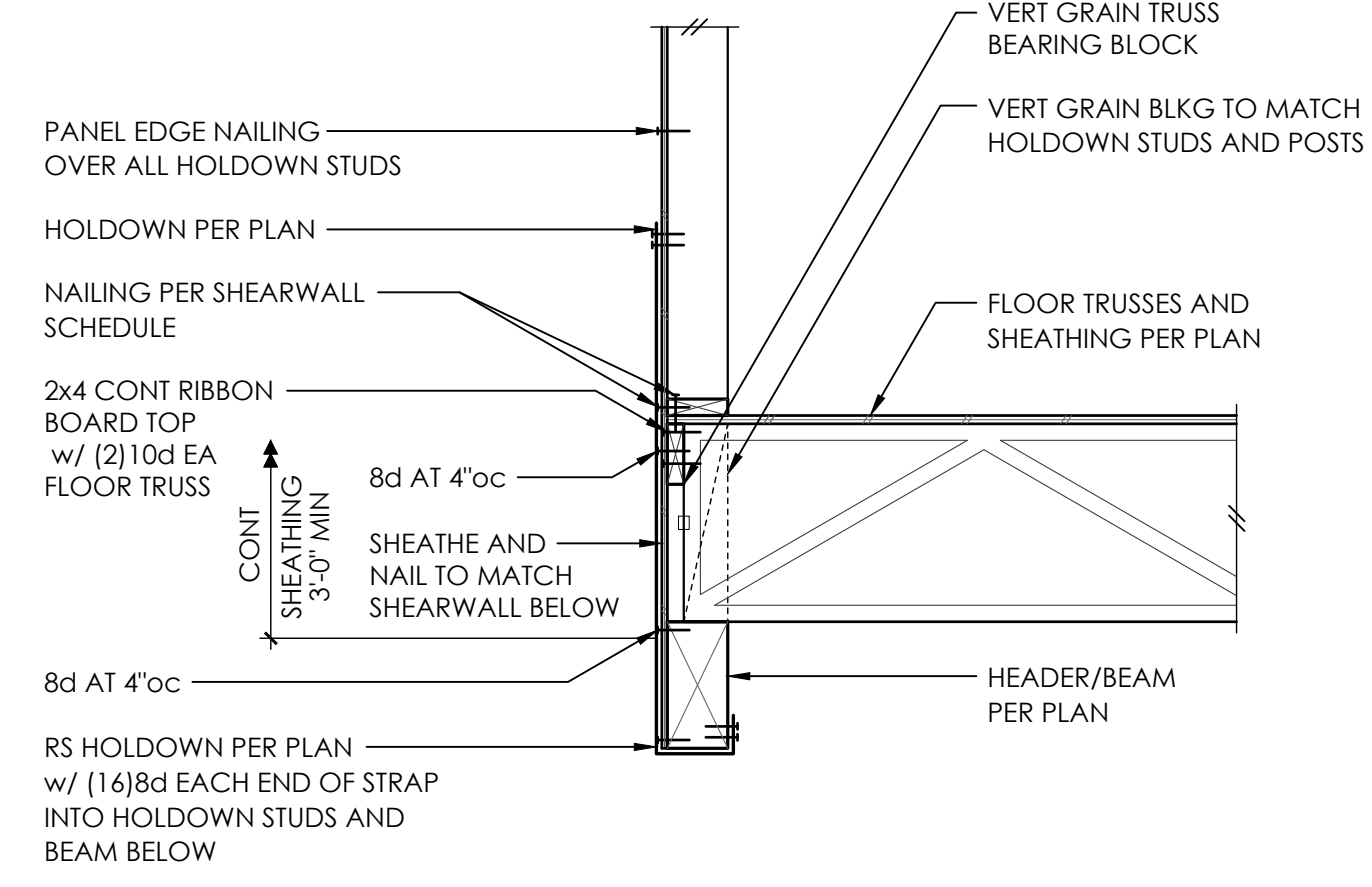 VERT GRAIN TRUSS
BEARING BLOCK
VERT GRAIN BLKG TO MATCH
HOLDOWN STUDS AND POSTS
PANEL EDGE NAILING
OVER ALL HOLDOWN STUDS
HOLDOWN PER PLAN
NAILING PER SHEARWALL
SCHEDULE
FLOOR TRUSSES AND
SHEATHING PER PLAN
2x4 CONT RIBBON
BOARD TOP
w/ (2)10d EA
FLOOR TRUSS
8d AT 4"oc
CONT
SHEATHING
3'-0" MIN
SHEATHE AND
NAIL TO MATCH
SHEARWALL BELOW
8d AT 4"oc
HEADER/BEAM
PER PLAN
RS HOLDOWN PER PLAN
w/ (16)8d EACH END OF STRAP
INTO HOLDOWN STUDS AND
BEAM BELOW